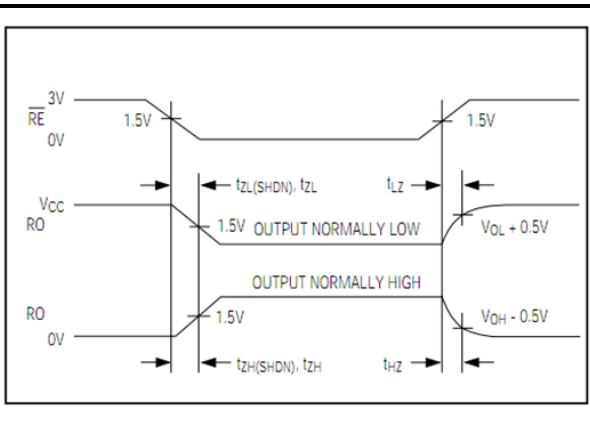 3V
RE
1.5V
1.5V
0V
tZL(SHDN), tZL
tLZ
VCC
RO
1.5V
OUTPUT NORMALLY LOW
VOL + 0.5V
OUTPUT NORMALLY HIGH
RO
1.5V
VOH - 0.5V
0V
tZH(SHDN), tZH
tHZ